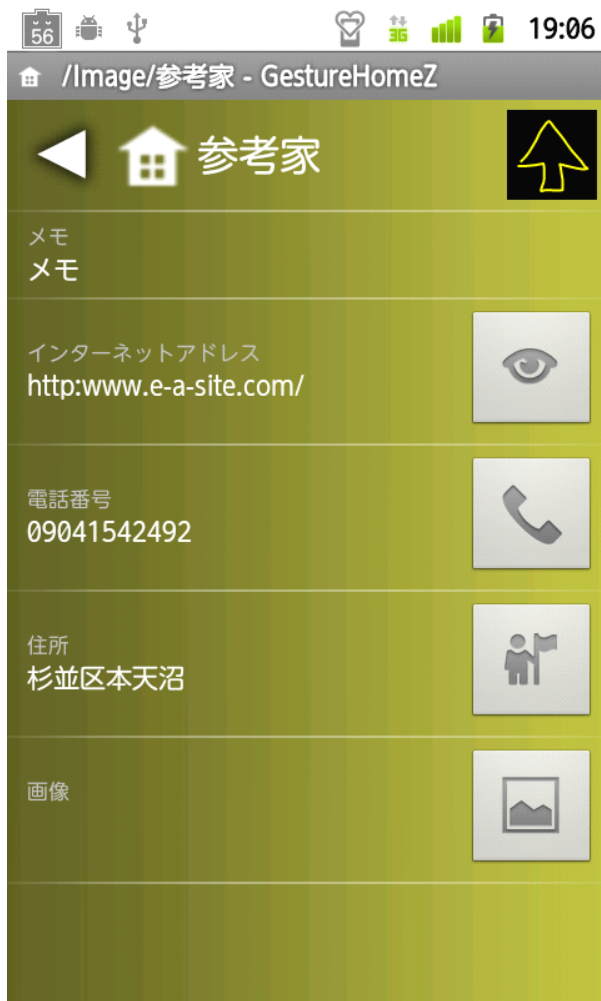 56
3G
19:06
/Image/参考家 - GestureHomeZ
参考家
メモ
メモ
インターネットアドレス
http:www.e-a-site.com/
電話番号
09041542492
住所
杉並区本天沼
画像